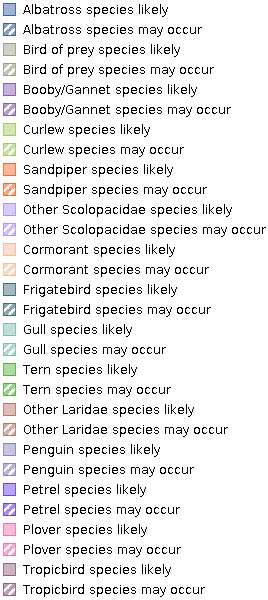 Albatross species likely
Albatross species may occur
Bird of prey species likely
Bird of prey species may occur
Booby/Gannet species likely
Booby/Gannet species may occur
Curlew species likely
Curlew species may occur
Sandpiper species likely
Sandpiper species may occur
Other Scolopacidae species likely
Other Scolopacidae species may occur
Cormorant species likely
Cormorant species may occur
Frigatebird species likely
Frigatebird species may occur
Gull species likely
Gull species may occur
Tern species likely
Tern species may occur
Other Laridae species likely
Other Laridae species may occur
Penguin species likely
Penguin species may occur
Petrel species likely
Petrel species may occur
Plover species likely
Plover species may occur
Tropicbird species likely
Tropicbird species may occur